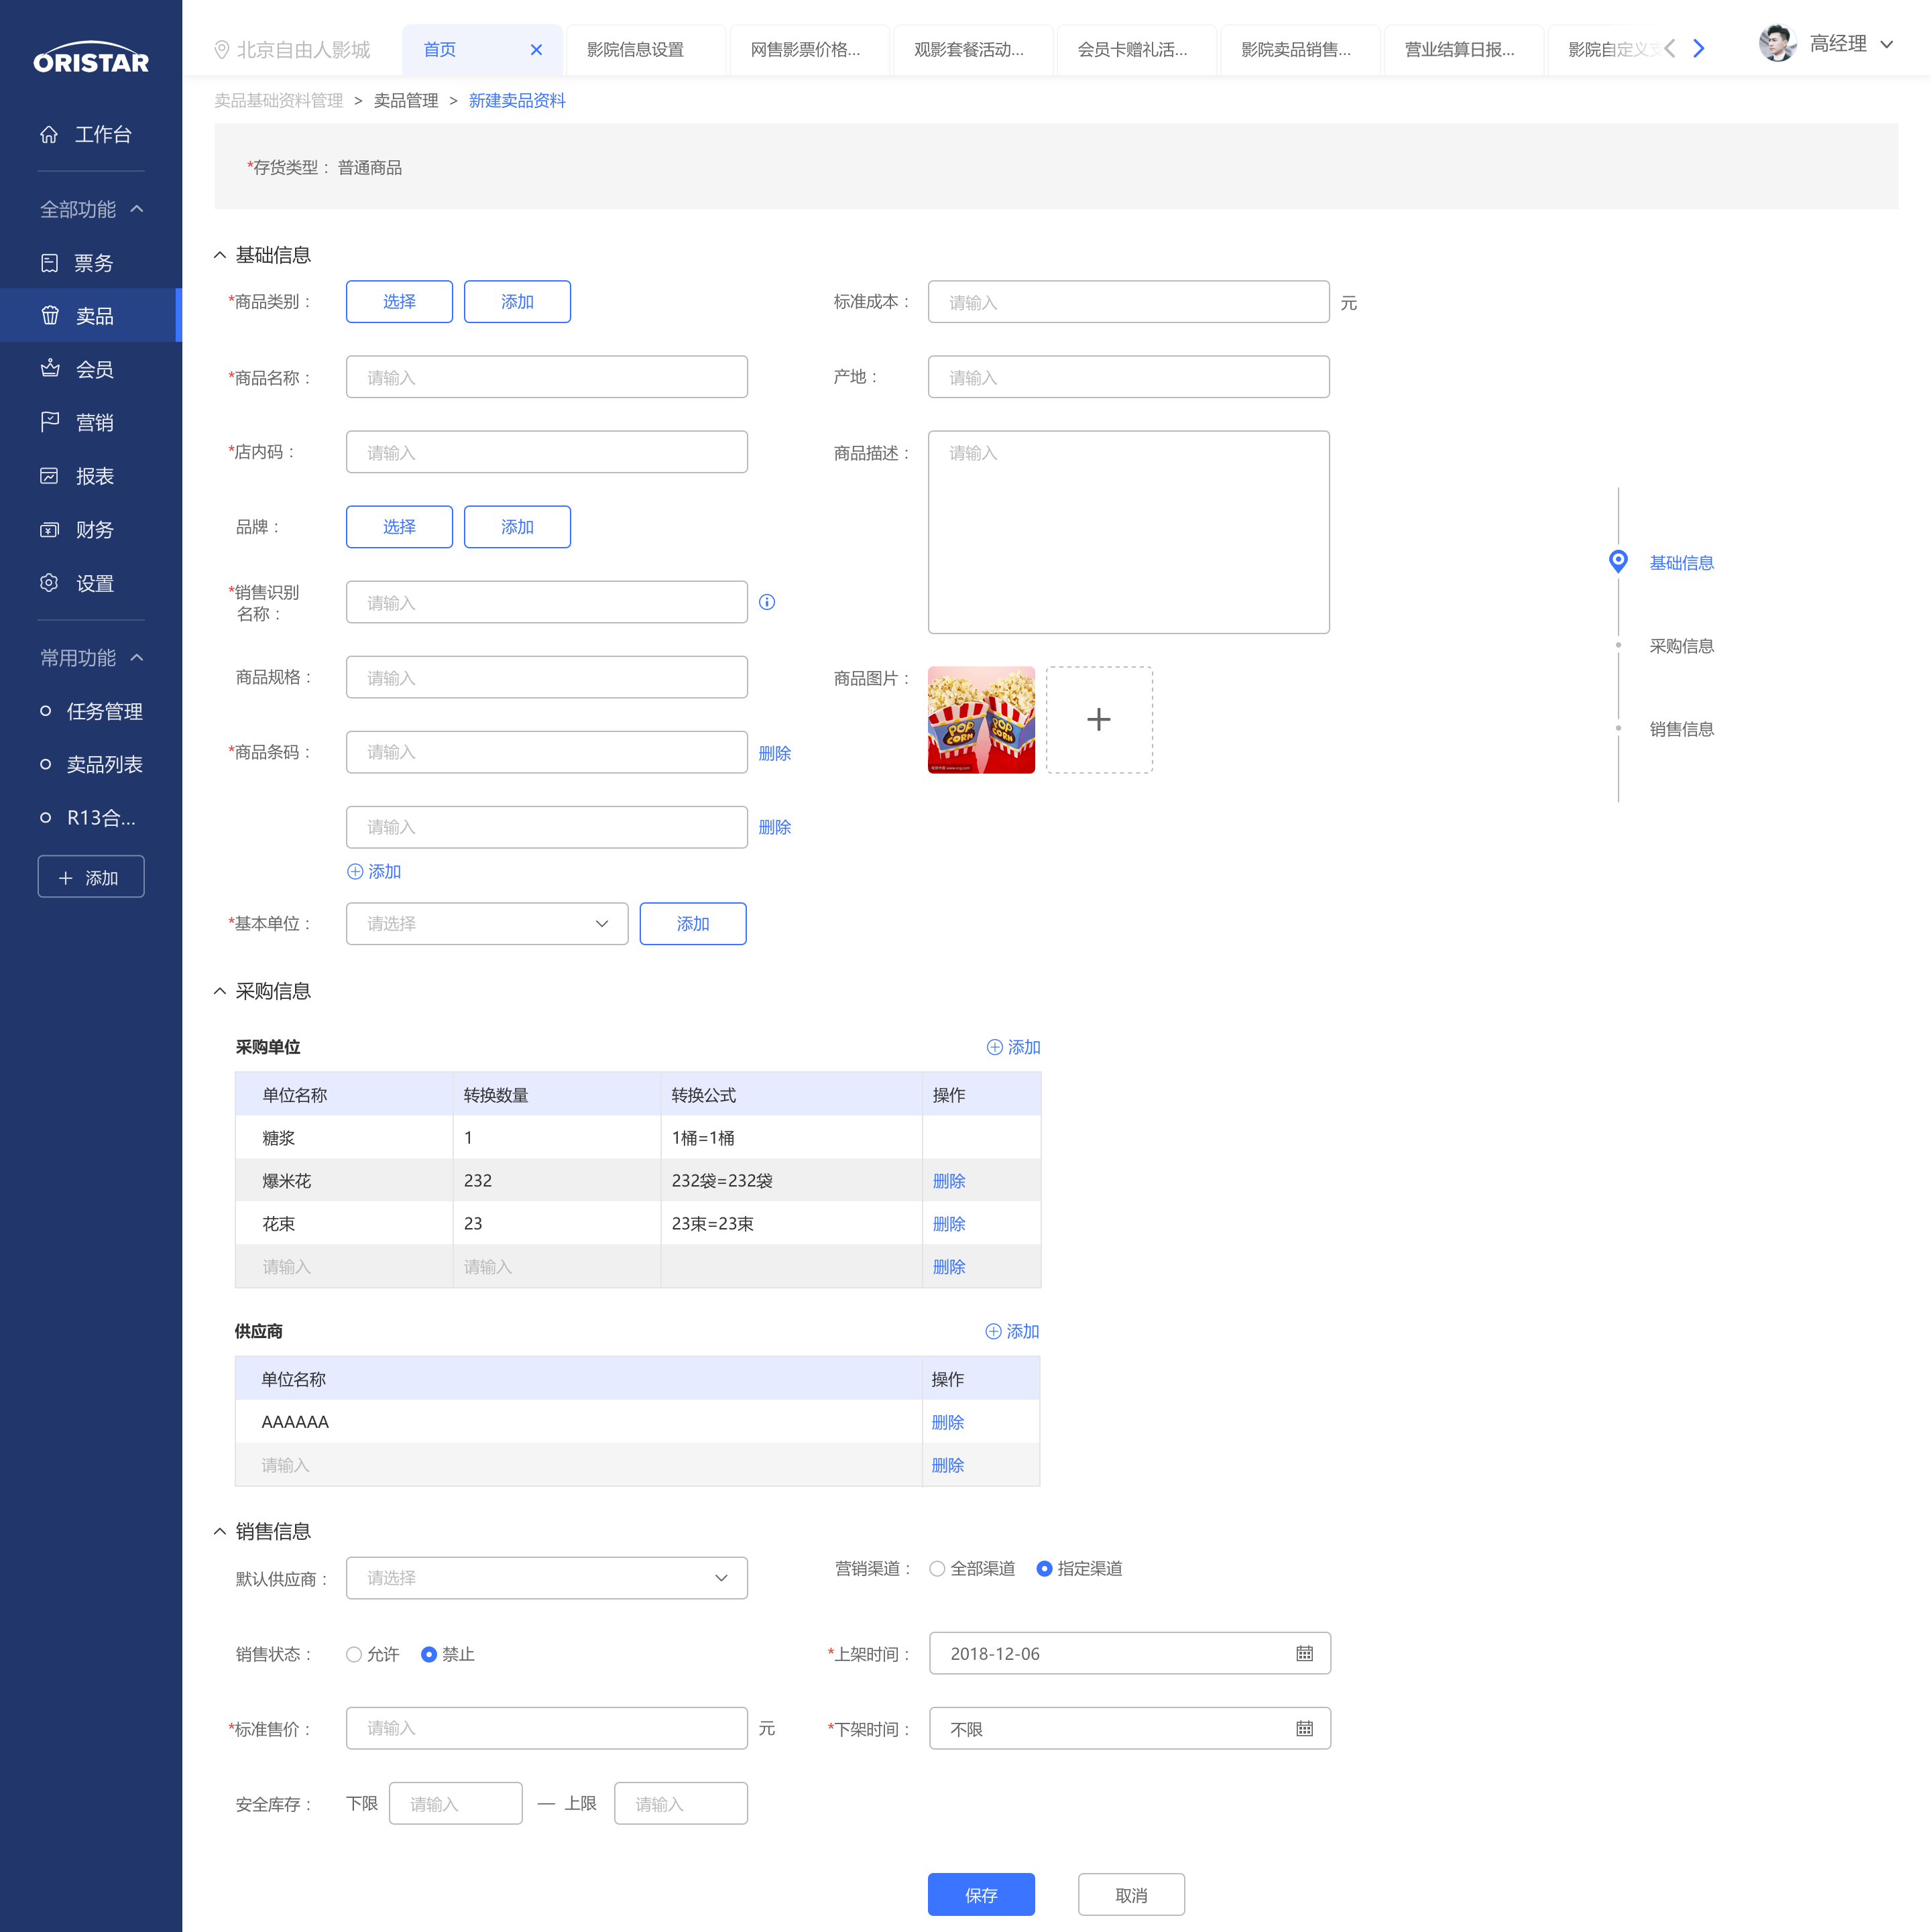 ORISTAR
工作台
全部功能
票务
卖品
会员
营销
报表
财务
设置
常用功能
任务管理
卖品列表
R13合...
添加
北京自由人影城
首页
影院信息设置
网售影票价格...
观影套餐活动...
会员卡赠礼活...
影院卖品销售...
营业结算日报...
影院自定义支
高经理
卖品基础资料管理 > 卖品管理 > 新建卖品资料
*存货类型： 普通商品
基础信息
*商品类别： 选择 添加
标准成本： 请输入 元
*商品名称： 请输入
产地： 请输入
*店内码： 请输入
商品描述： 请输入
品牌： 选择 添加
*销售识别
名称： 请输入
商品规格： 请输入
商品图片：
POP CORN
POP CORN
*商品条码： 请输入 删除
请输入 删除
添加
*基本单位： 请选择 添加
基础信息
采购信息
销售信息
采购信息
采购单位 添加
单位名称 转换数量 转换公式 操作
糖浆 1 1桶=1桶
爆米花 232 232袋=232袋 删除
花束 23 23束=23束 删除
请输入 请输入 删除
供应商 添加
单位名称 操作
AAAAAA 删除
请输入 删除
销售信息
默认供应商： 请选择
营销渠道： 全部渠道 指定渠道
销售状态： 允许 禁止
*上架时间： 2018-12-06
*标准售价： 请输入 元
*下架时间： 不限
安全库存： 下限 请输入 — 上限 请输入
保存 取消